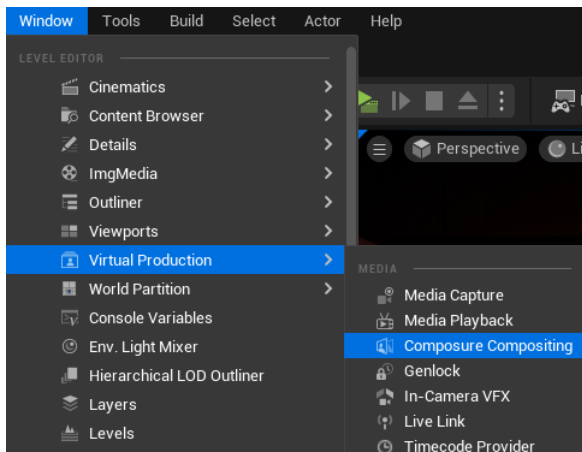 Window Tools Build Select Actor Help
LEVEL EDITOR
Cinematics
Content Browser
Details
Perspective
ImgMedia
Outliner
Viewports
Virtual Production
MEDIA
World Partition
Media Capture
Console Variables
Media Playback
Env. Light Mixer
Composure Compositing
Hierarchical LOD Outliner
Genlock
Layers
In-Camera VFX
Levels
Live Link
Timecode Provider